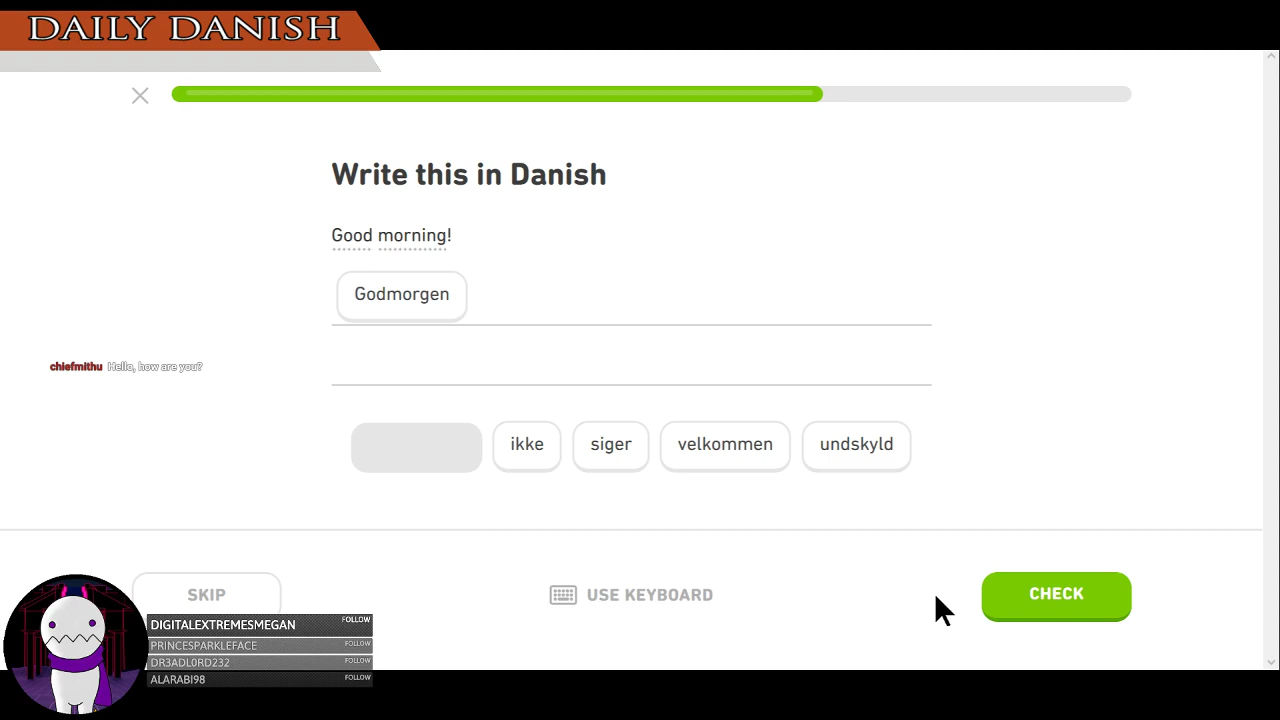 DAILY DANISH
Write this in Danish
Good morning!
Godmorgen
chiefmithu Hello, how are you?
ikke siger velkommen undskyld
SKIP USE KEYBOARD CHECK
DIGITALEXTREMESMEGAN FOLLOW
PRINCESPARKLEFACE FOLLOW
DR3ADL0RD232 FOLLOW
ALARABI98 FOLLOW